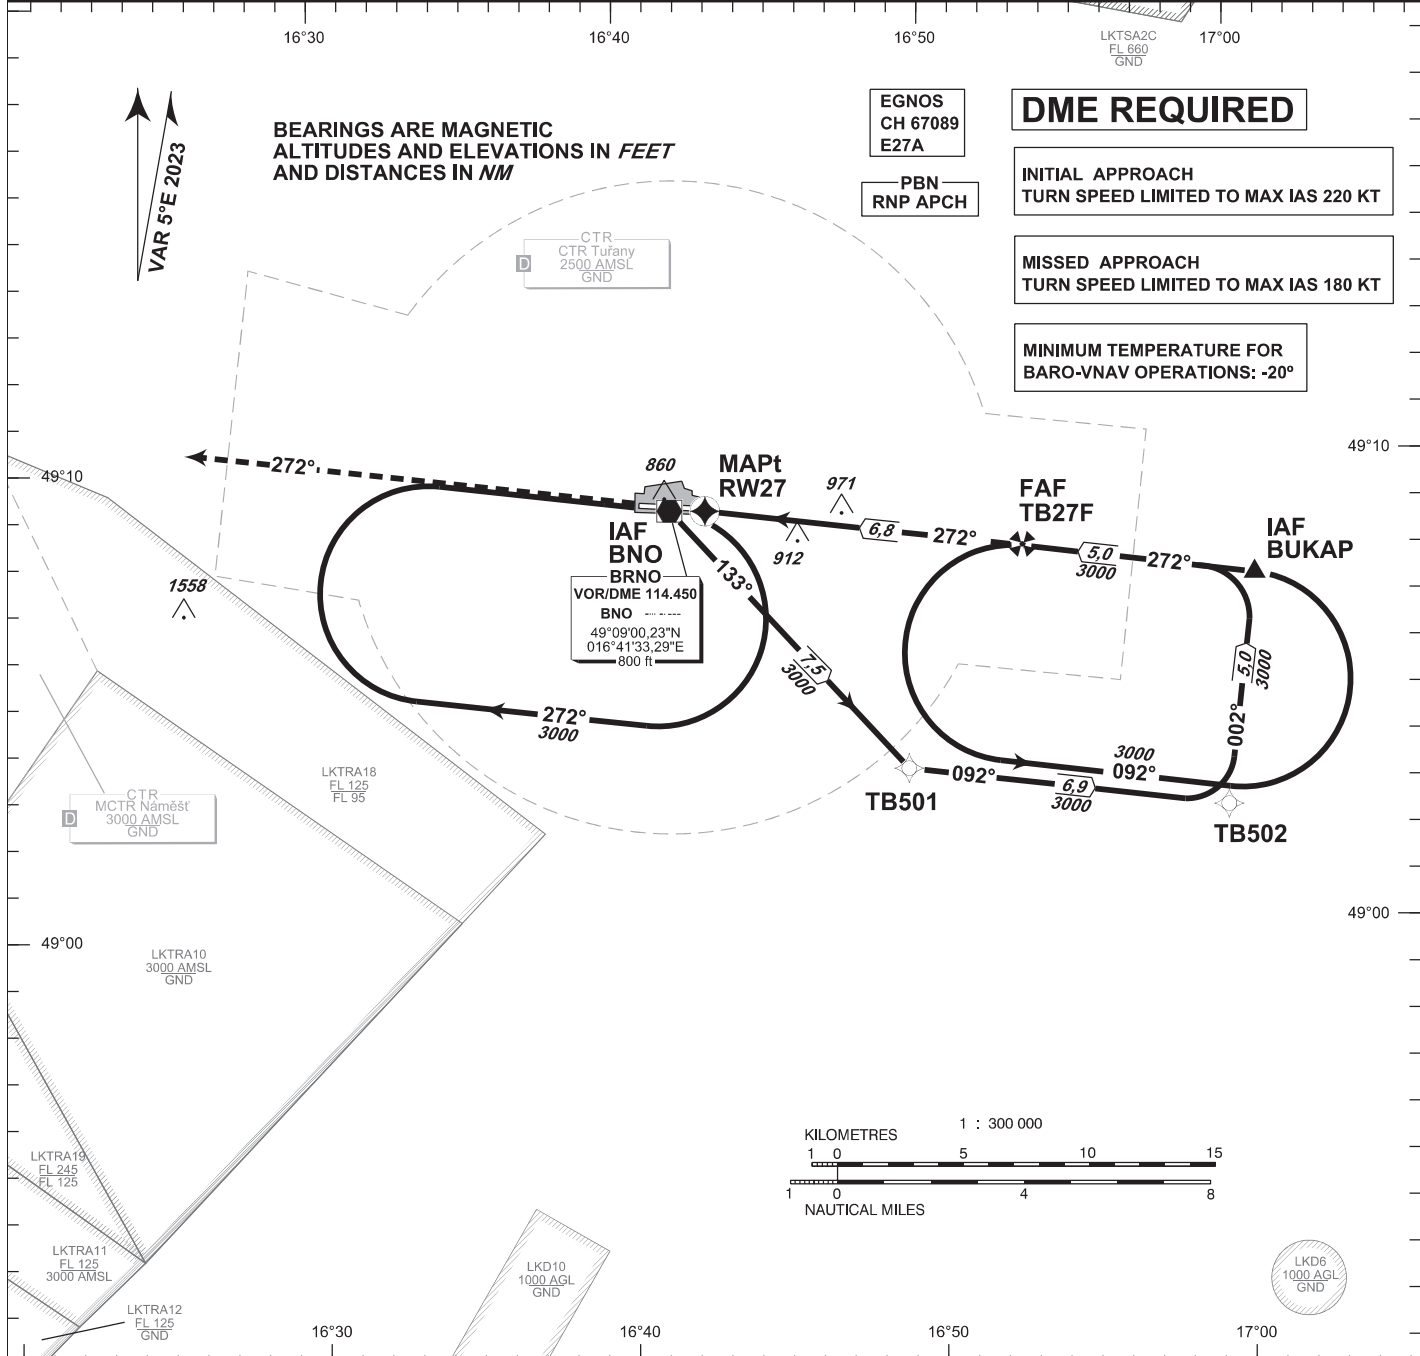 16°30'
16°40'
16°50'
17°00'
LKTSA2C
FL 660
GND
VAR 5°E 2023
BEARINGS ARE MAGNETIC
ALTITUDES AND ELEVATIONS IN FEET
AND DISTANCES IN NM
EGNOS
CH 67089
E27A
PBN
RNP APCH
DME REQUIRED
INITIAL APPROACH
TURN SPEED LIMITED TO MAX IAS 220 KT
MISSED APPROACH
TURN SPEED LIMITED TO MAX IAS 180 KT
MINIMUM TEMPERATURE FOR
BARO-VNAV OPERATIONS: -20º
CTR
CTR Tuřany
D
2500 AMSL
GND
49°10'
49°10'
272°
860
MAPt
RW27
971
912
6,8
272°
FAF
TB27F
5,0
3000
272°
IAF
BUKAP
IAF
BNO
BRNO
VOR/DME 114.450
BNO
49°09'00,23"N
016°41'33,29"E
800 ft
133°
7,5
3000
1558
272°
3000
5,0
3000
002°
3000
092°
092°
6,9
3000
TB501
TB502
LKTRA18
FL 125
FL 95
CTR
MCTR Náměšť
D
3000 AMSL
GND
49°00'
49°00'
LKTRA10
3000 AMSL
GND
1 : 300 000
KILOMETRES
1 0 5 10 15
1 0 4 8
NAUTICAL MILES
LKTRA19
FL 245
FL 125
LKTRA11
FL 125
3000 AMSL
LKTRA12
FL 125
GND
LKD10
1000 AGL
GND
LKD6
1000 AGL
GND
16°30'
16°40'
16°50'
17°00'